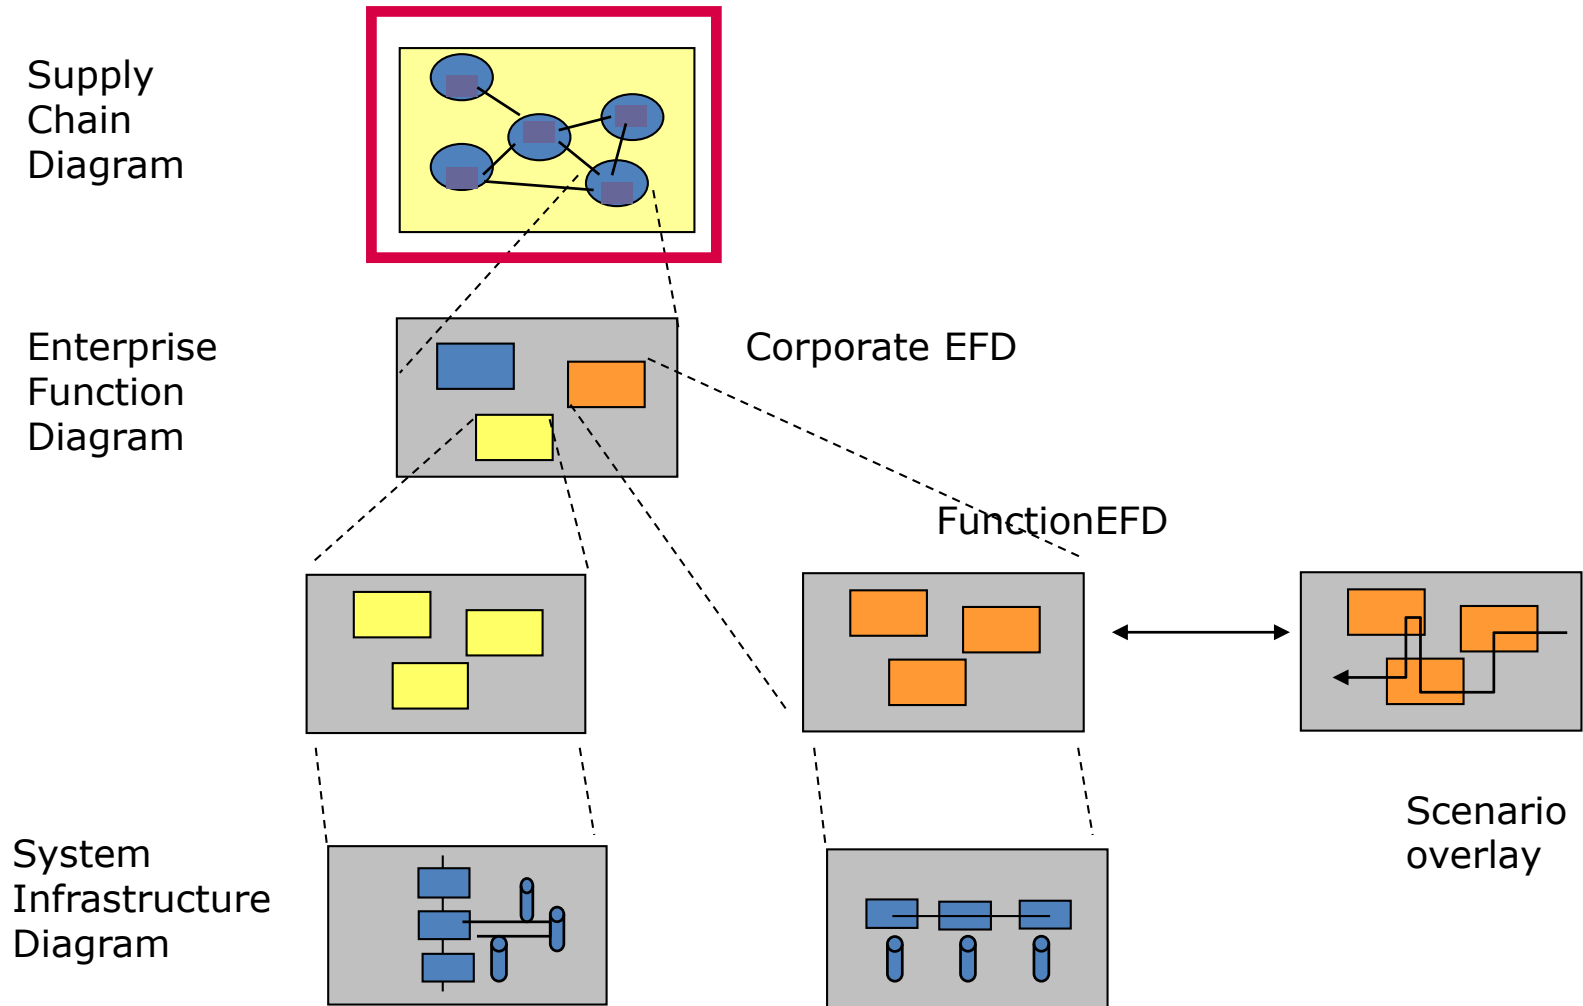 Supply
Chain
Diagram
Enterprise
Function
Diagram
Corporate EFD
FunctionEFD
Scenario
overlay
System
Infrastructure
Diagram